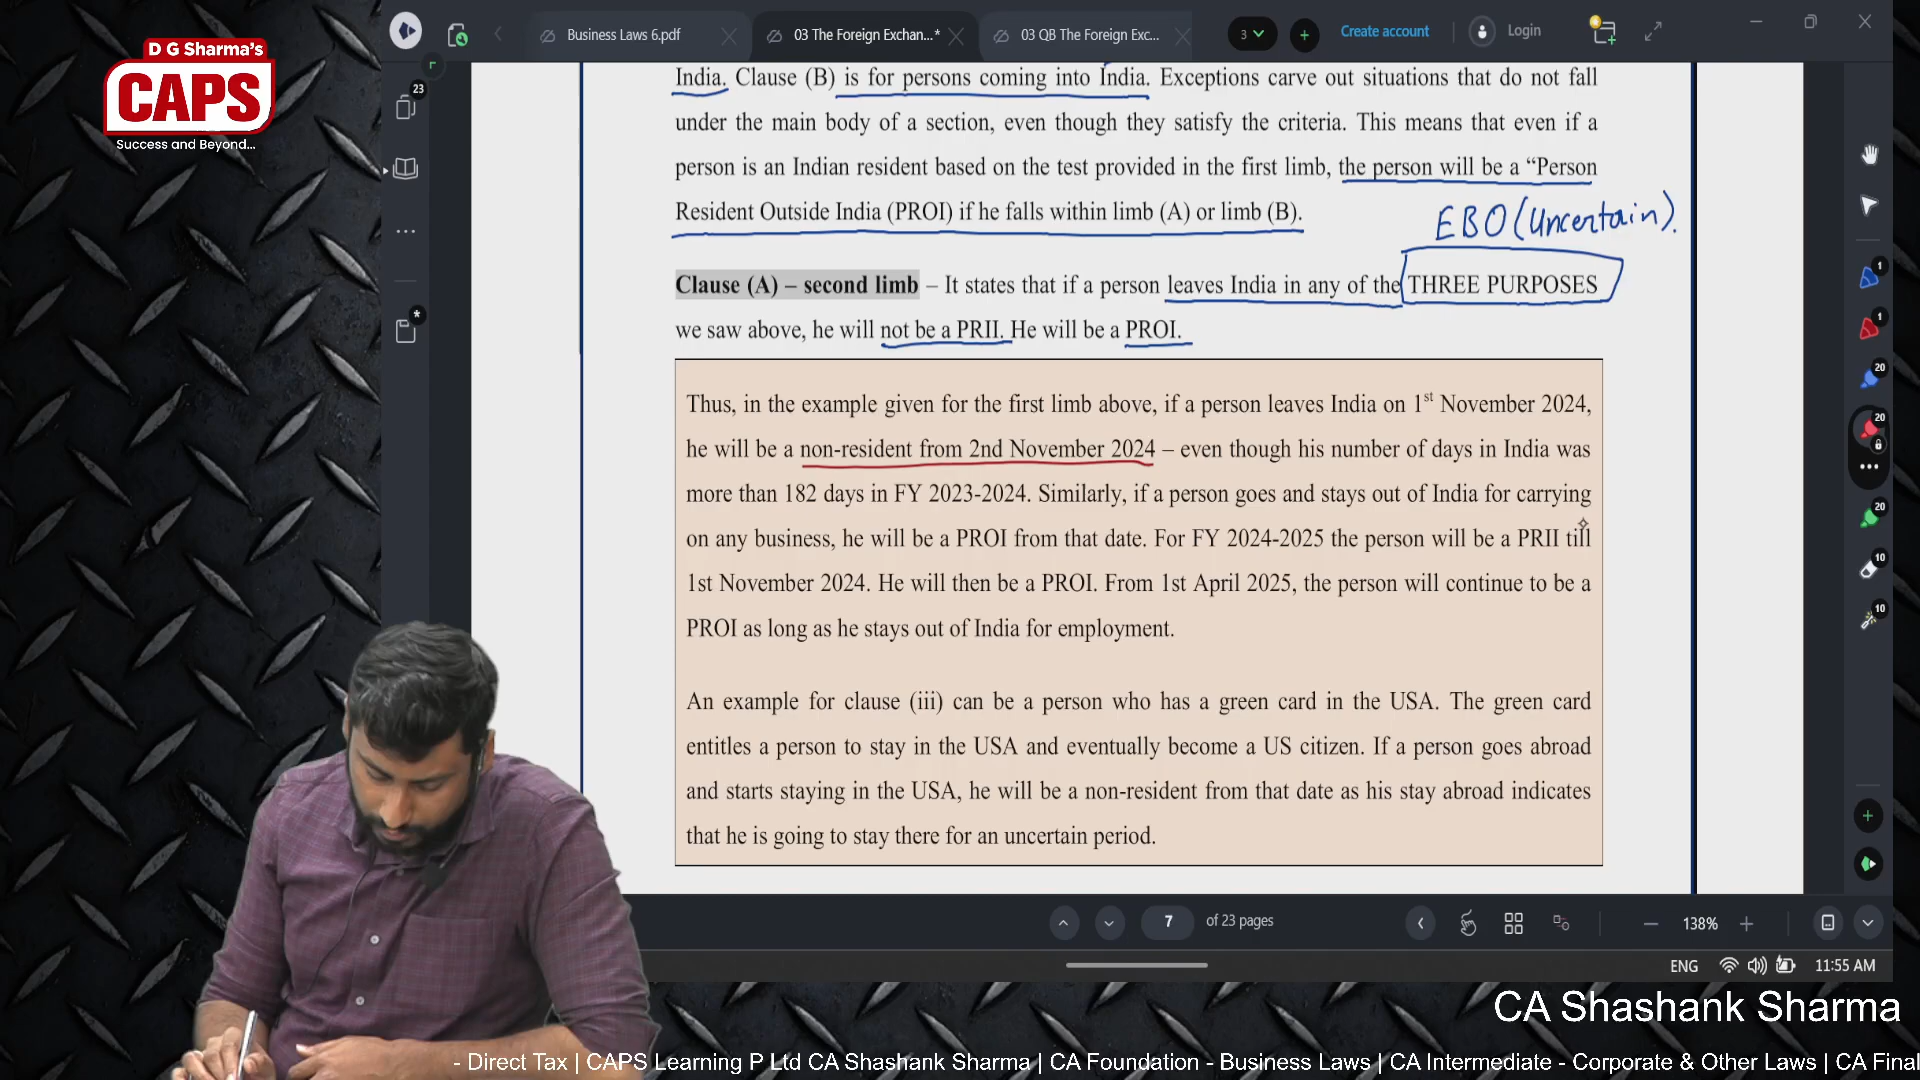 D G Sharma's
CAPS
Success and Beyond...
Business Laws 6.pdf
03 The Foreign Exchan...*
03 QB The Foreign Exc...
3
Create account
Login
23
India. Clause (B) is for persons coming into India. Exceptions carve out situations that do not fall
under the main body of a section, even though they satisfy the criteria. This means that even if a
person is an Indian resident based on the test provided in the first limb, the person will be a “Person
Resident Outside India (PROI) if he falls within limb (A) or limb (B).
EBO (Uncertain).
Clause (A) – second limb – It states that if a person leaves India in any of the THREE PURPOSES
we saw above, he will not be a PRII. He will be a PROI.
Thus, in the example given for the first limb above, if a person leaves India on 1st November 2024,
he will be a non-resident from 2nd November 2024 – even though his number of days in India was
more than 182 days in FY 2023-2024. Similarly, if a person goes and stays out of India for carrying
on any business, he will be a PROI from that date. For FY 2024-2025 the person will be a PRII till
1st November 2024. He will then be a PROI. From 1st April 2025, the person will continue to be a
PROI as long as he stays out of India for employment.
An example for clause (iii) can be a person who has a green card in the USA. The green card
entitles a person to stay in the USA and eventually become a US citizen. If a person goes abroad
and starts staying in the USA, he will be a non-resident from that date as his stay abroad indicates
that he is going to stay there for an uncertain period.
1
1
20
20
20
10
10
7 of 23 pages
138%
ENG
11:55 AM
CA Shashank Sharma
- Direct Tax | CAPS Learning P Ltd CA Shashank Sharma | CA Foundation - Business Laws | CA Intermediate - Corporate & Other Laws | CA Final